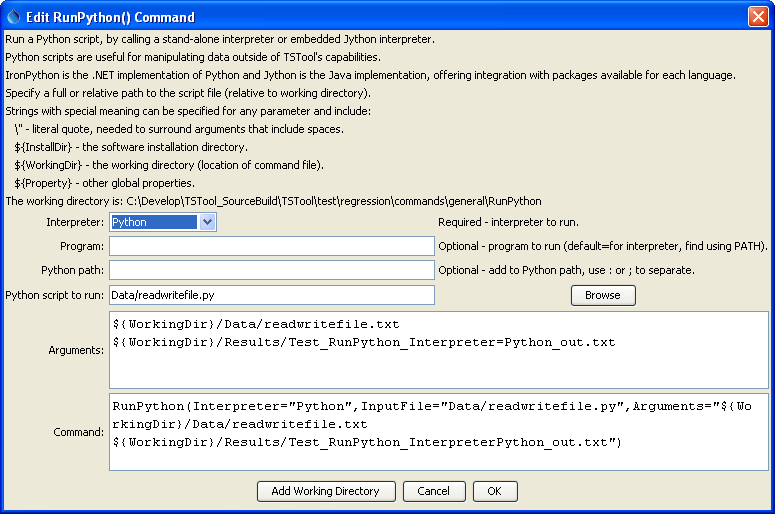 Edit RunPython() Command
Run a Python script, by calling a stand-alone interpreter or embedded Jython interpreter.
Python scripts are useful for manipulating data outside of TSTool's capabilities.
IronPython is the .NET implementation of Python and Jython is the Java implementation, offering integration with packages available for each language.
Specify a full or relative path to the script file (relative to working directory).
Strings with special meaning can be specified for any parameter and include:
\" - literal quote, needed to surround arguments that include spaces.
${InstallDir} - the software installation directory.
${WorkingDir} - the working directory (location of command file).
${Property} - other global properties.
The working directory is: C:\Develop\TSTool_SourceBuild\TSTool\test\regression\commands\general\RunPython
Interpreter: Python Required - interpreter to run.
Program: Optional - program to run (default=for interpreter, find using PATH).
Python path: Optional - add to Python path, use : or ; to separate.
Python script to run: Data/readwritefile.py Browse
Arguments:
${WorkingDir}/Data/readwritefile.txt
${WorkingDir}/Results/Test_RunPython_Interpreter=Python_out.txt
Command:
RunPython(Interpreter="Python",InputFile="Data/readwritefile.py",Arguments="${Wo
rkingDir}/Data/readwritefile.txt
${WorkingDir}/Results/Test_RunPython_InterpreterPython_out.txt")
Add Working Directory Cancel OK